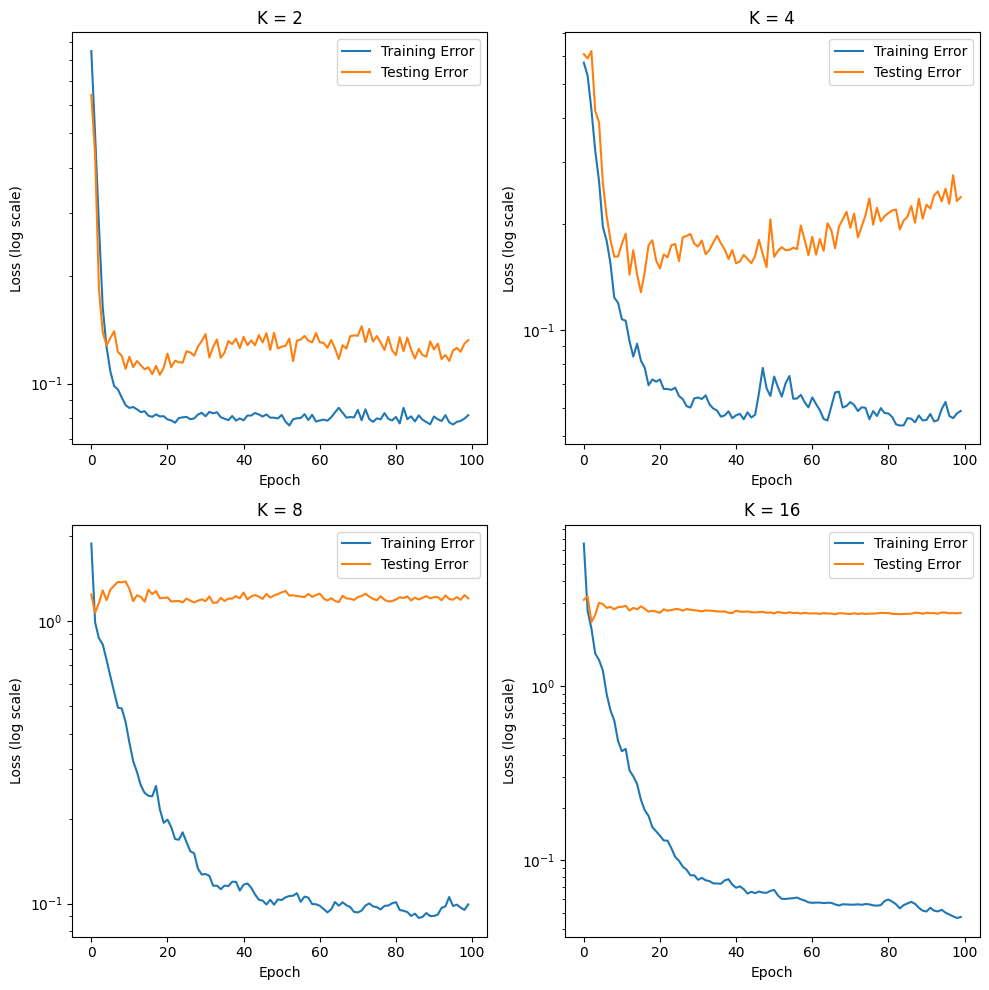 K = 2
Training Error
Testing Error
Loss (log scale)
10⁻¹
0 20 40 60 80 100
Epoch
K = 4
Training Error
Testing Error
Loss (log scale)
10⁻¹
0 20 40 60 80 100
Epoch
K = 8
Training Error
Testing Error
Loss (log scale)
10⁰
10⁻¹
0 20 40 60 80 100
Epoch
K = 16
Training Error
Testing Error
Loss (log scale)
10⁰
10⁻¹
0 20 40 60 80 100
Epoch